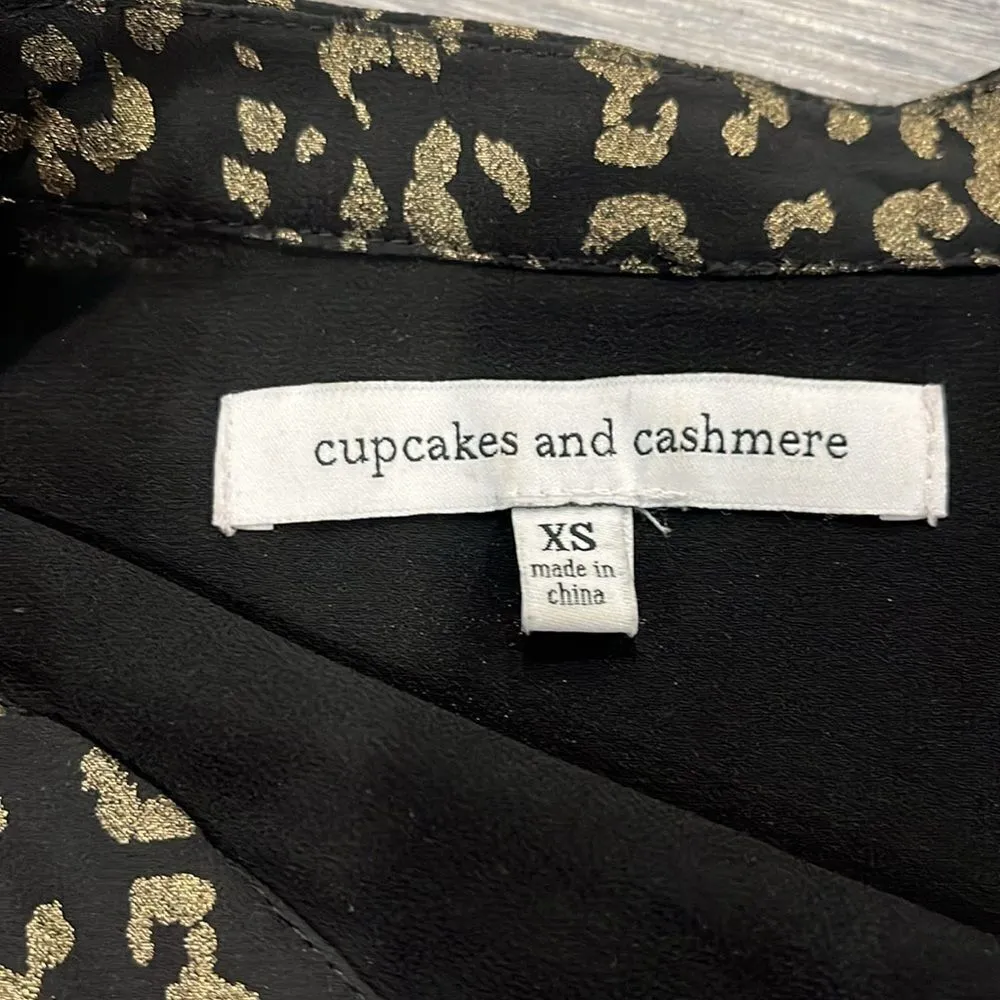 cupcakes and cashmere
XS
made in
china